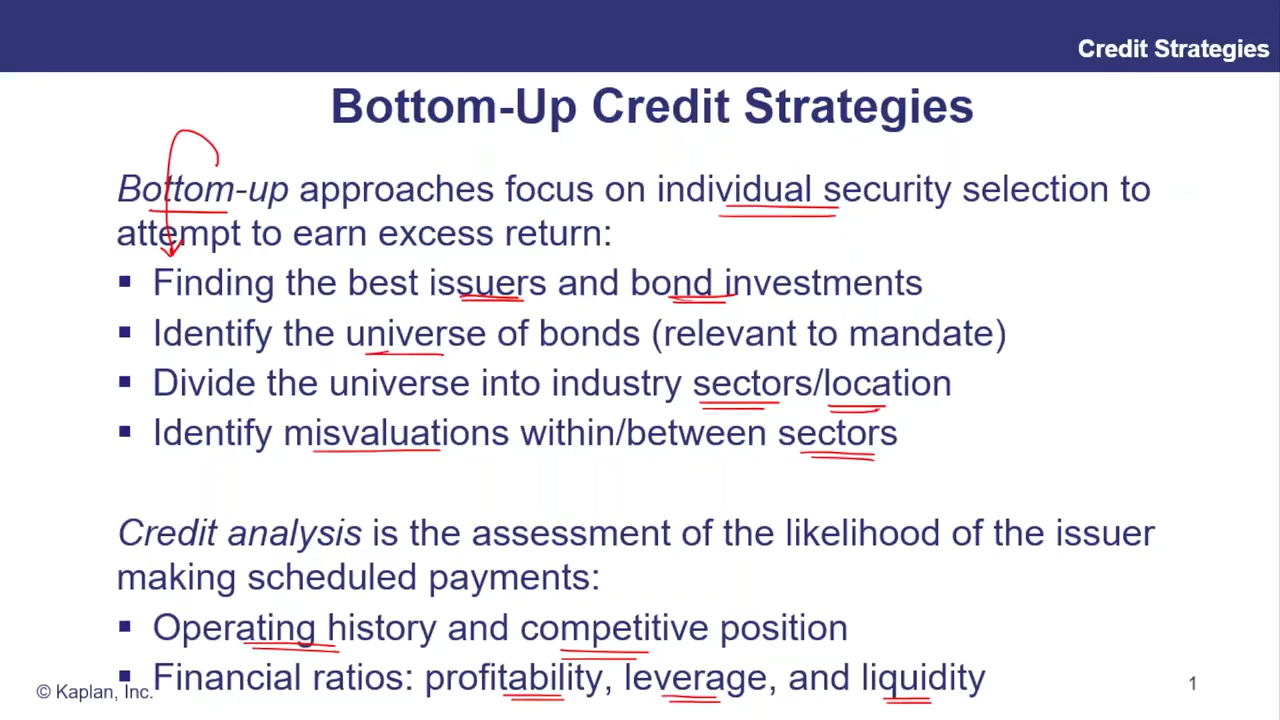 Credit Strategies
Bottom-Up Credit Strategies
Bottom-up approaches focus on individual security selection to
attempt to earn excess return:
▪ Finding the best issuers and bond investments
▪ Identify the universe of bonds (relevant to mandate)
▪ Divide the universe into industry sectors/location
▪ Identify misvaluations within/between sectors
Credit analysis is the assessment of the likelihood of the issuer
making scheduled payments:
▪ Operating history and competitive position
▪ Financial ratios: profitability, leverage, and liquidity
© Kaplan, Inc.
1